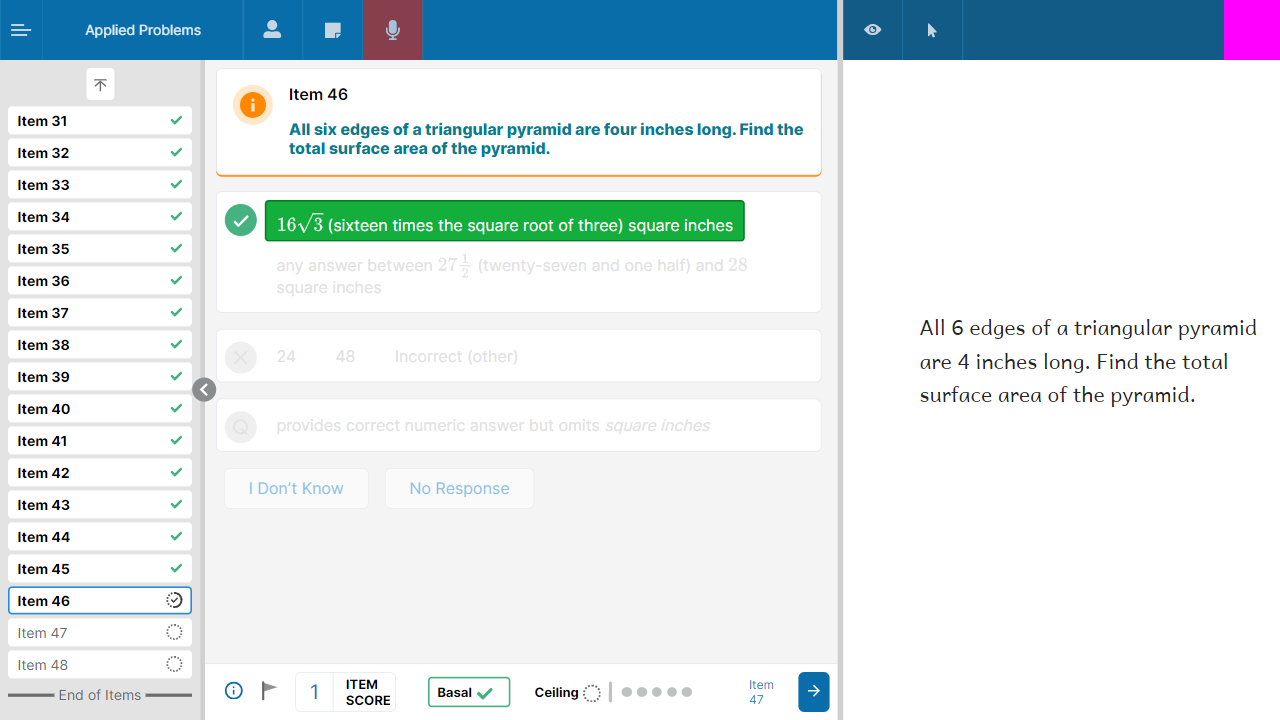 Applied Problems
Item 31
Item 32
Item 33
Item 34
Item 35
Item 36
Item 37
Item 38
Item 39
Item 40
Item 41
Item 42
Item 43
Item 44
Item 45
Item 46
Item 47
Item 48
End of Items
Item 46
All six edges of a triangular pyramid are four inches long. Find the
total surface area of the pyramid.
16√3 (sixteen times the square root of three) square inches
any answer between 27 1/2 (twenty-seven and one half) and 28
square inches
24 48 Incorrect (other)
Q provides correct numeric answer but omits square inches
I Don't Know No Response
1 ITEM
SCORE
Basal
Ceiling
Item
47
All 6 edges of a triangular pyramid
are 4 inches long. Find the total
surface area of the pyramid.